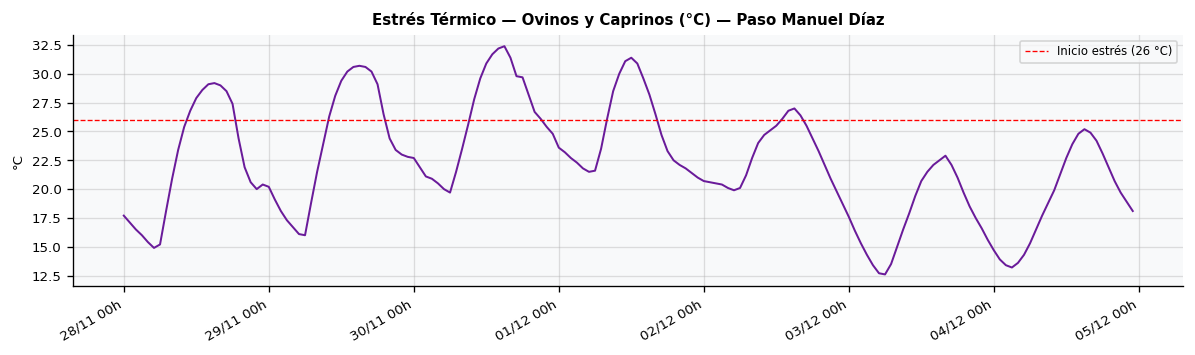 Estrés Térmico — Ovinos y Caprinos (°C) — Paso Manuel Díaz
Inicio estrés (26 °C)
°C
32.5
30.0
27.5
25.0
22.5
20.0
17.5
15.0
12.5
28/11 00h
29/11 00h
30/11 00h
01/12 00h
02/12 00h
03/12 00h
04/12 00h
05/12 00h